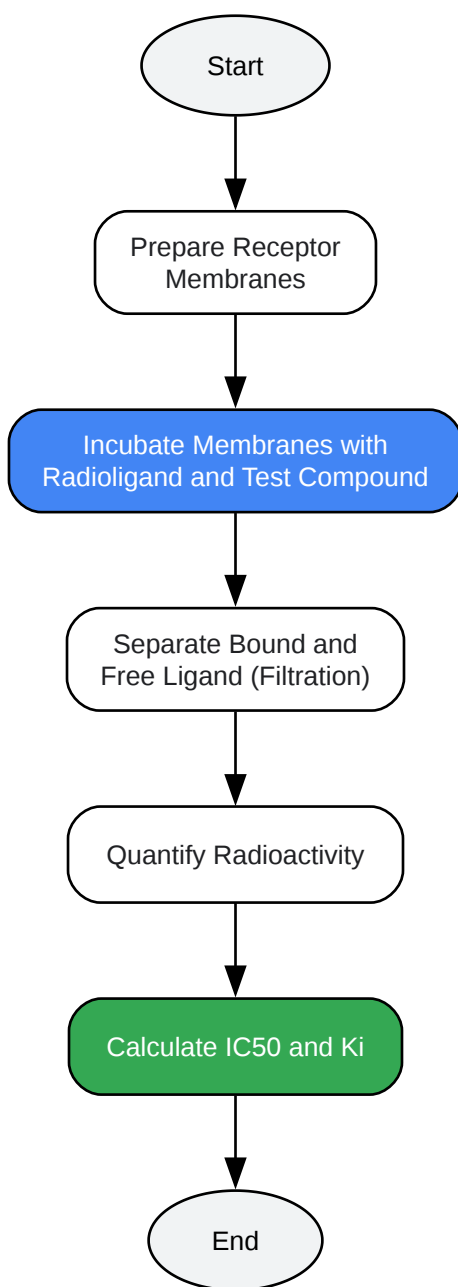 Start
Prepare Receptor
Membranes
Incubate Membranes with
Radioligand and Test Compound
Separate Bound and
Free Ligand (Filtration)
Quantify Radioactivity
Calculate IC50 and Ki
End